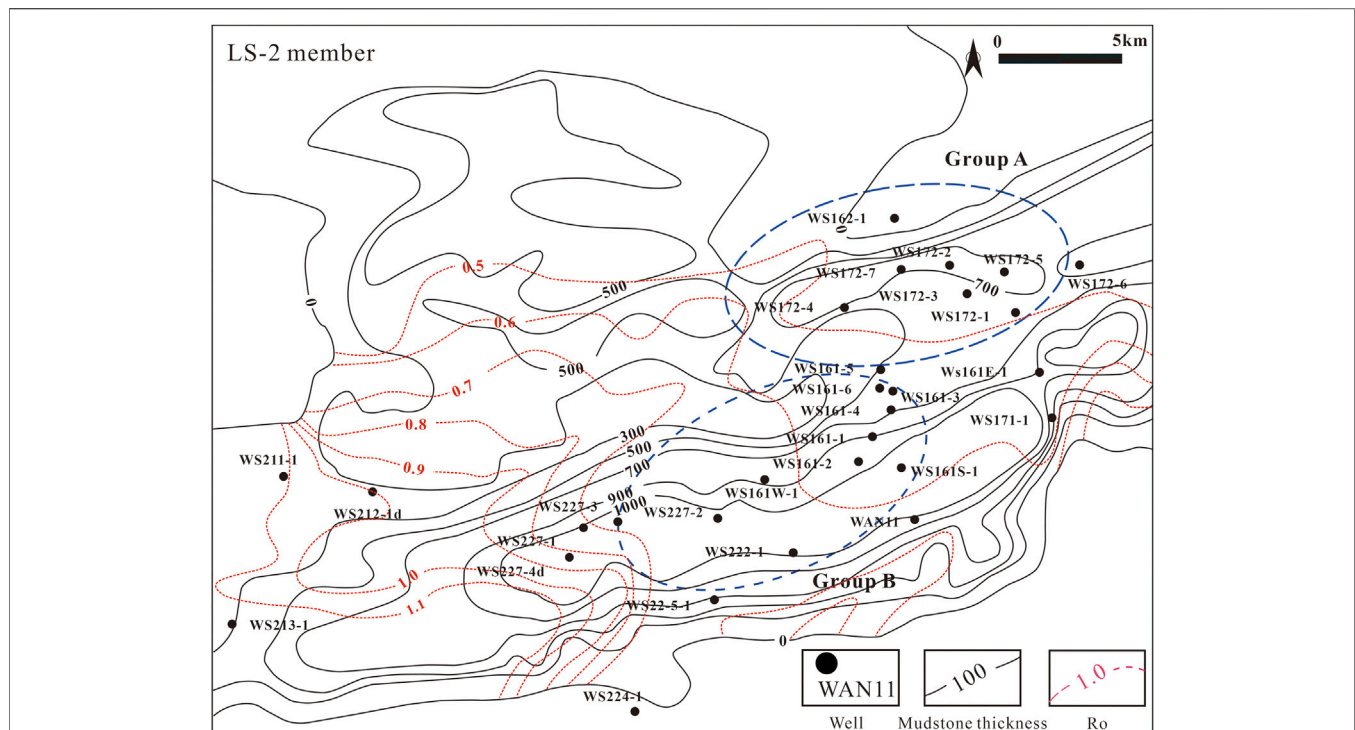 LS-2 member
0
5km
Group A
WS162-1
0
WS172-2
WS172-5
WS172-7
WS172-6
0.5
500
700
WS172-3
WS172-4
WS172-1
0
0.6
500
WS161-5
Ws161E-1
0.7
WS161-6
WS161-3
WS161-4
WS171-1
0.8
300
WS161-1
500
WS211-1
0.9
700
WS161-2
WS161S-1
900
WS161W-1
1000
WS212-1d
WS227-3
WS227-2
WAN11
WS227-1
WS222-1
WS227-4d
1.0
Group B
1.1
WS22-5-1
WS213-1
0
WS224-1
WAN11
100
1.0
Well
Mudstone thickness
Ro